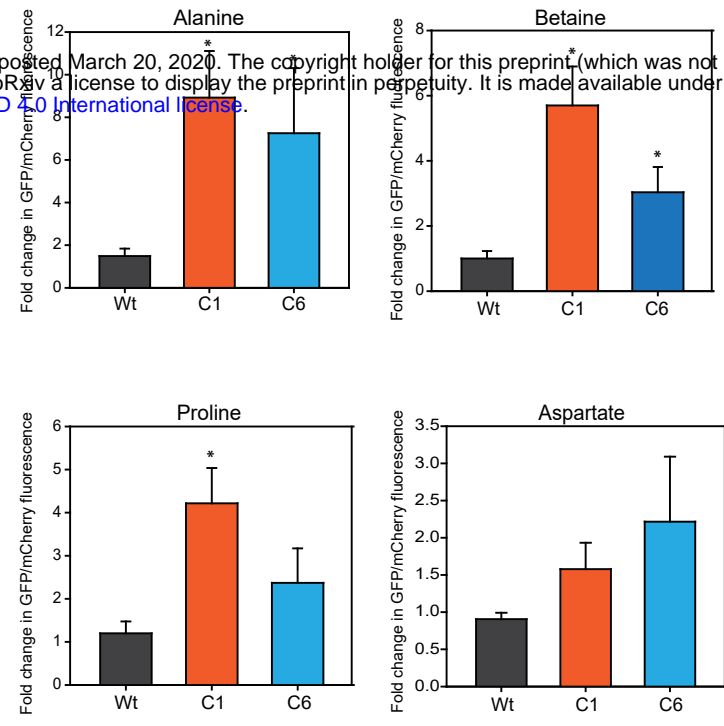 Alanine
Betaine
posted March 20, 2020. The copyright holder for this preprint (which was not
a license to display the preprint in perpetuity. It is made available under
4.0 International license.
Fold change in GFP/mCherry fluorescence
12
10
8
6
4
2
0
*
*
Wt C1 C6
Fold change in GFP/mCherry fluorescence
8
6
4
2
0
*
*
Wt C1 C6
Proline
Fold change in GFP/mCherry fluorescence
6
5
4
3
2
1
0
*
Wt C1 C6
Aspartate
Fold change in GFP/mCherry fluorescence
3.5
3.0
2.5
2.0
1.5
1.0
0.5
0.0
Wt C1 C6